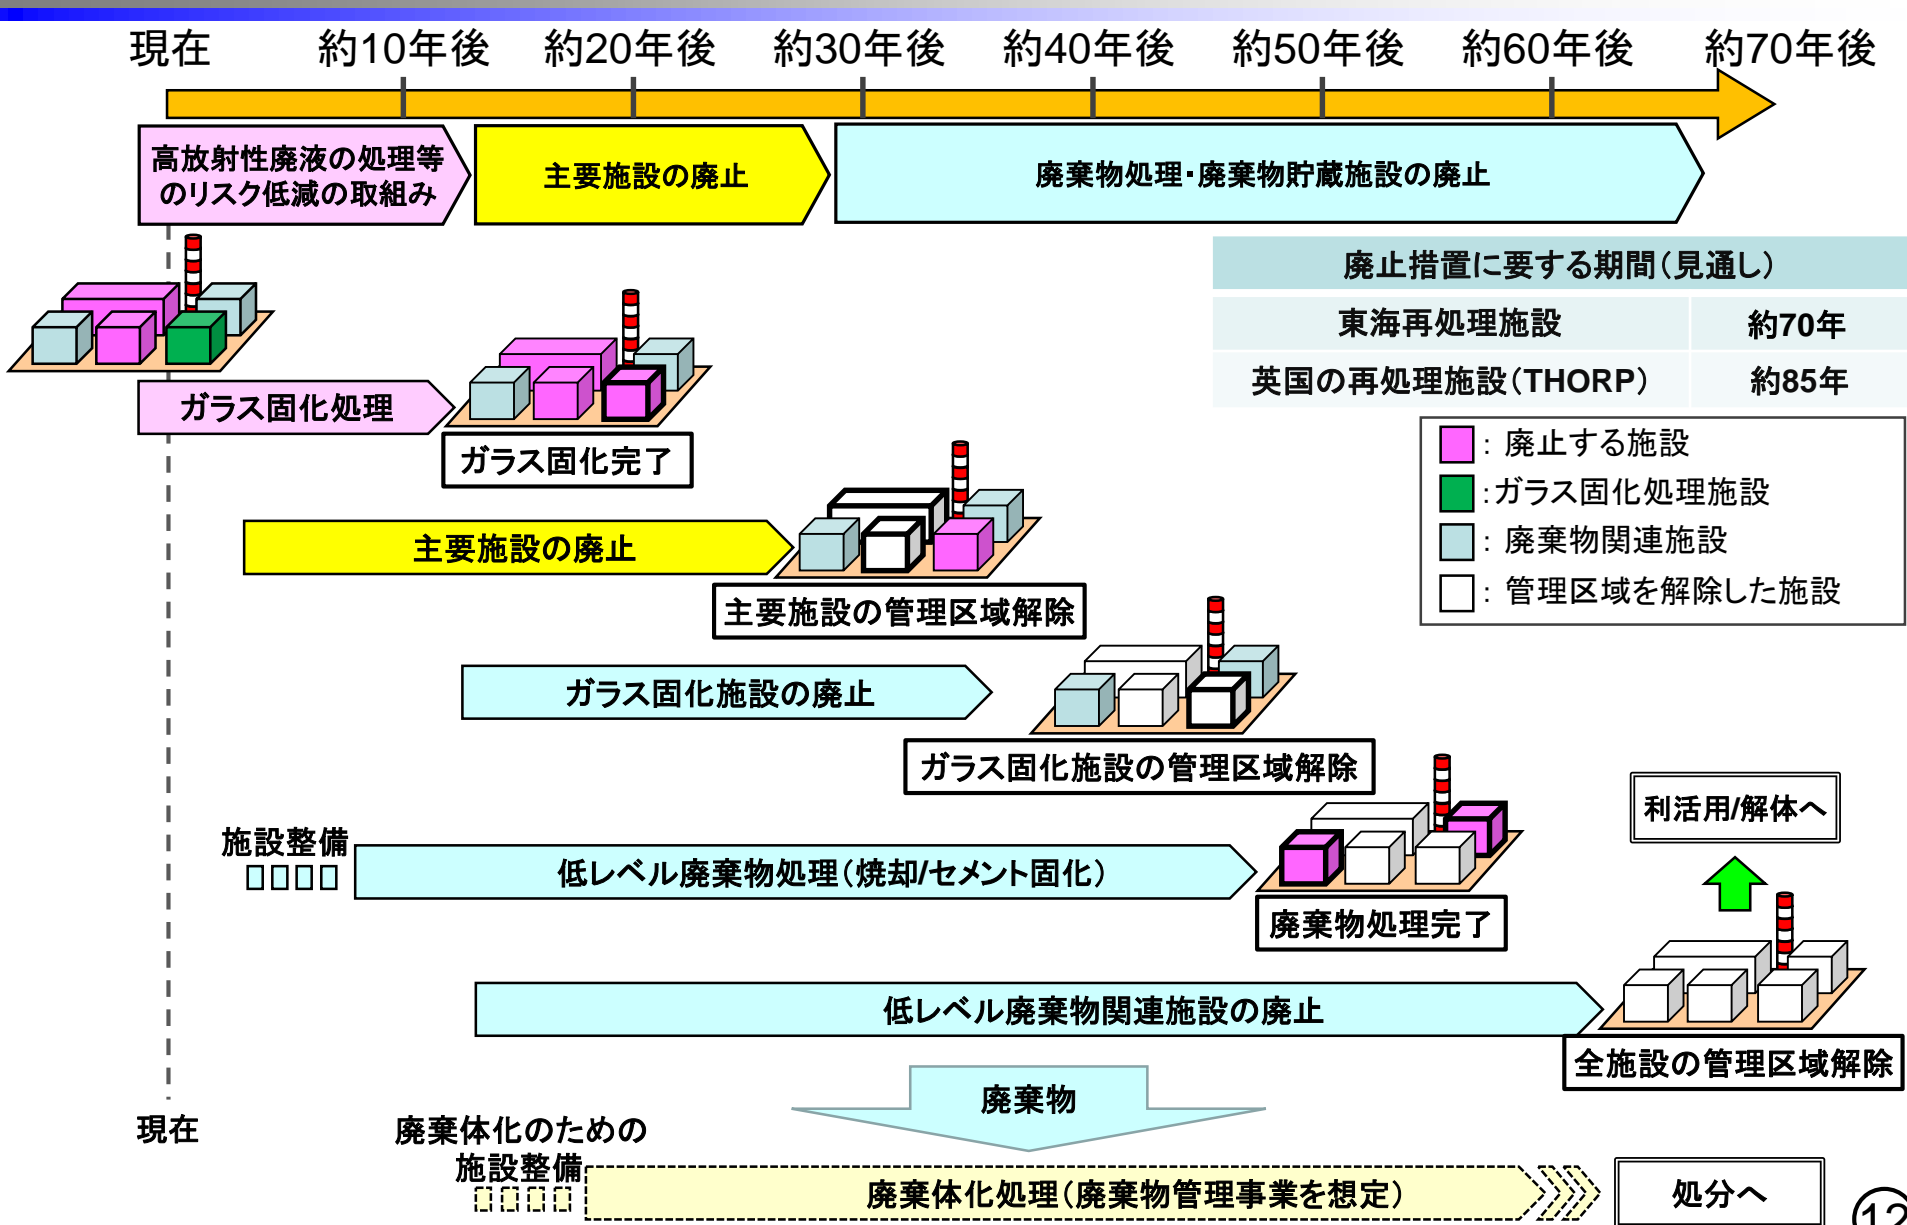 現在
約10年後
約20年後
約30年後
約40年後
約50年後
約60年後
約70年後
高放射性廃液の処理等
のリスク低減の取組み
主要施設の廃止
廃棄物処理・廃棄物貯蔵施設の廃止
廃止措置に要する期間（見通し）
東海再処理施設 約70年
英国の再処理施設（THORP） 約85年
：廃止する施設
：ガラス固化処理施設
：廃棄物関連施設
：管理区域を解除した施設
ガラス固化処理
ガラス固化完了
主要施設の廃止
主要施設の管理区域解除
ガラス固化施設の廃止
ガラス固化施設の管理区域解除
施設整備
低レベル廃棄物処理（焼却/セメント固化）
廃棄物処理完了
利活用/解体へ
低レベル廃棄物関連施設の廃止
全施設の管理区域解除
廃棄物
現在
廃棄体化のための
施設整備
廃棄体化処理（廃棄物管理事業を想定）
処分へ
12